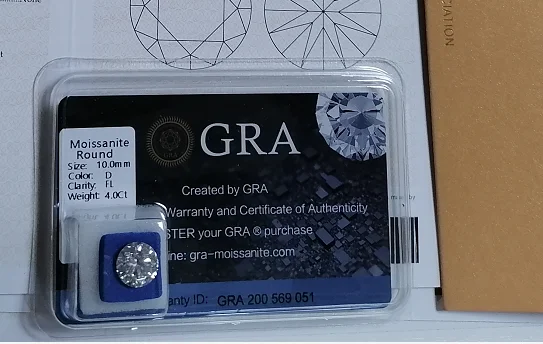 GRA
Moissanite
Round
Size: 10.0mm
Color: D
Clarity: FL
Weight: 4.0Ct
Created by GRA
Warranty and Certificate of Authenticity
STER your GRA ® purchase
ine: gra-moissanite.com
anty ID: GRA 200 569 051